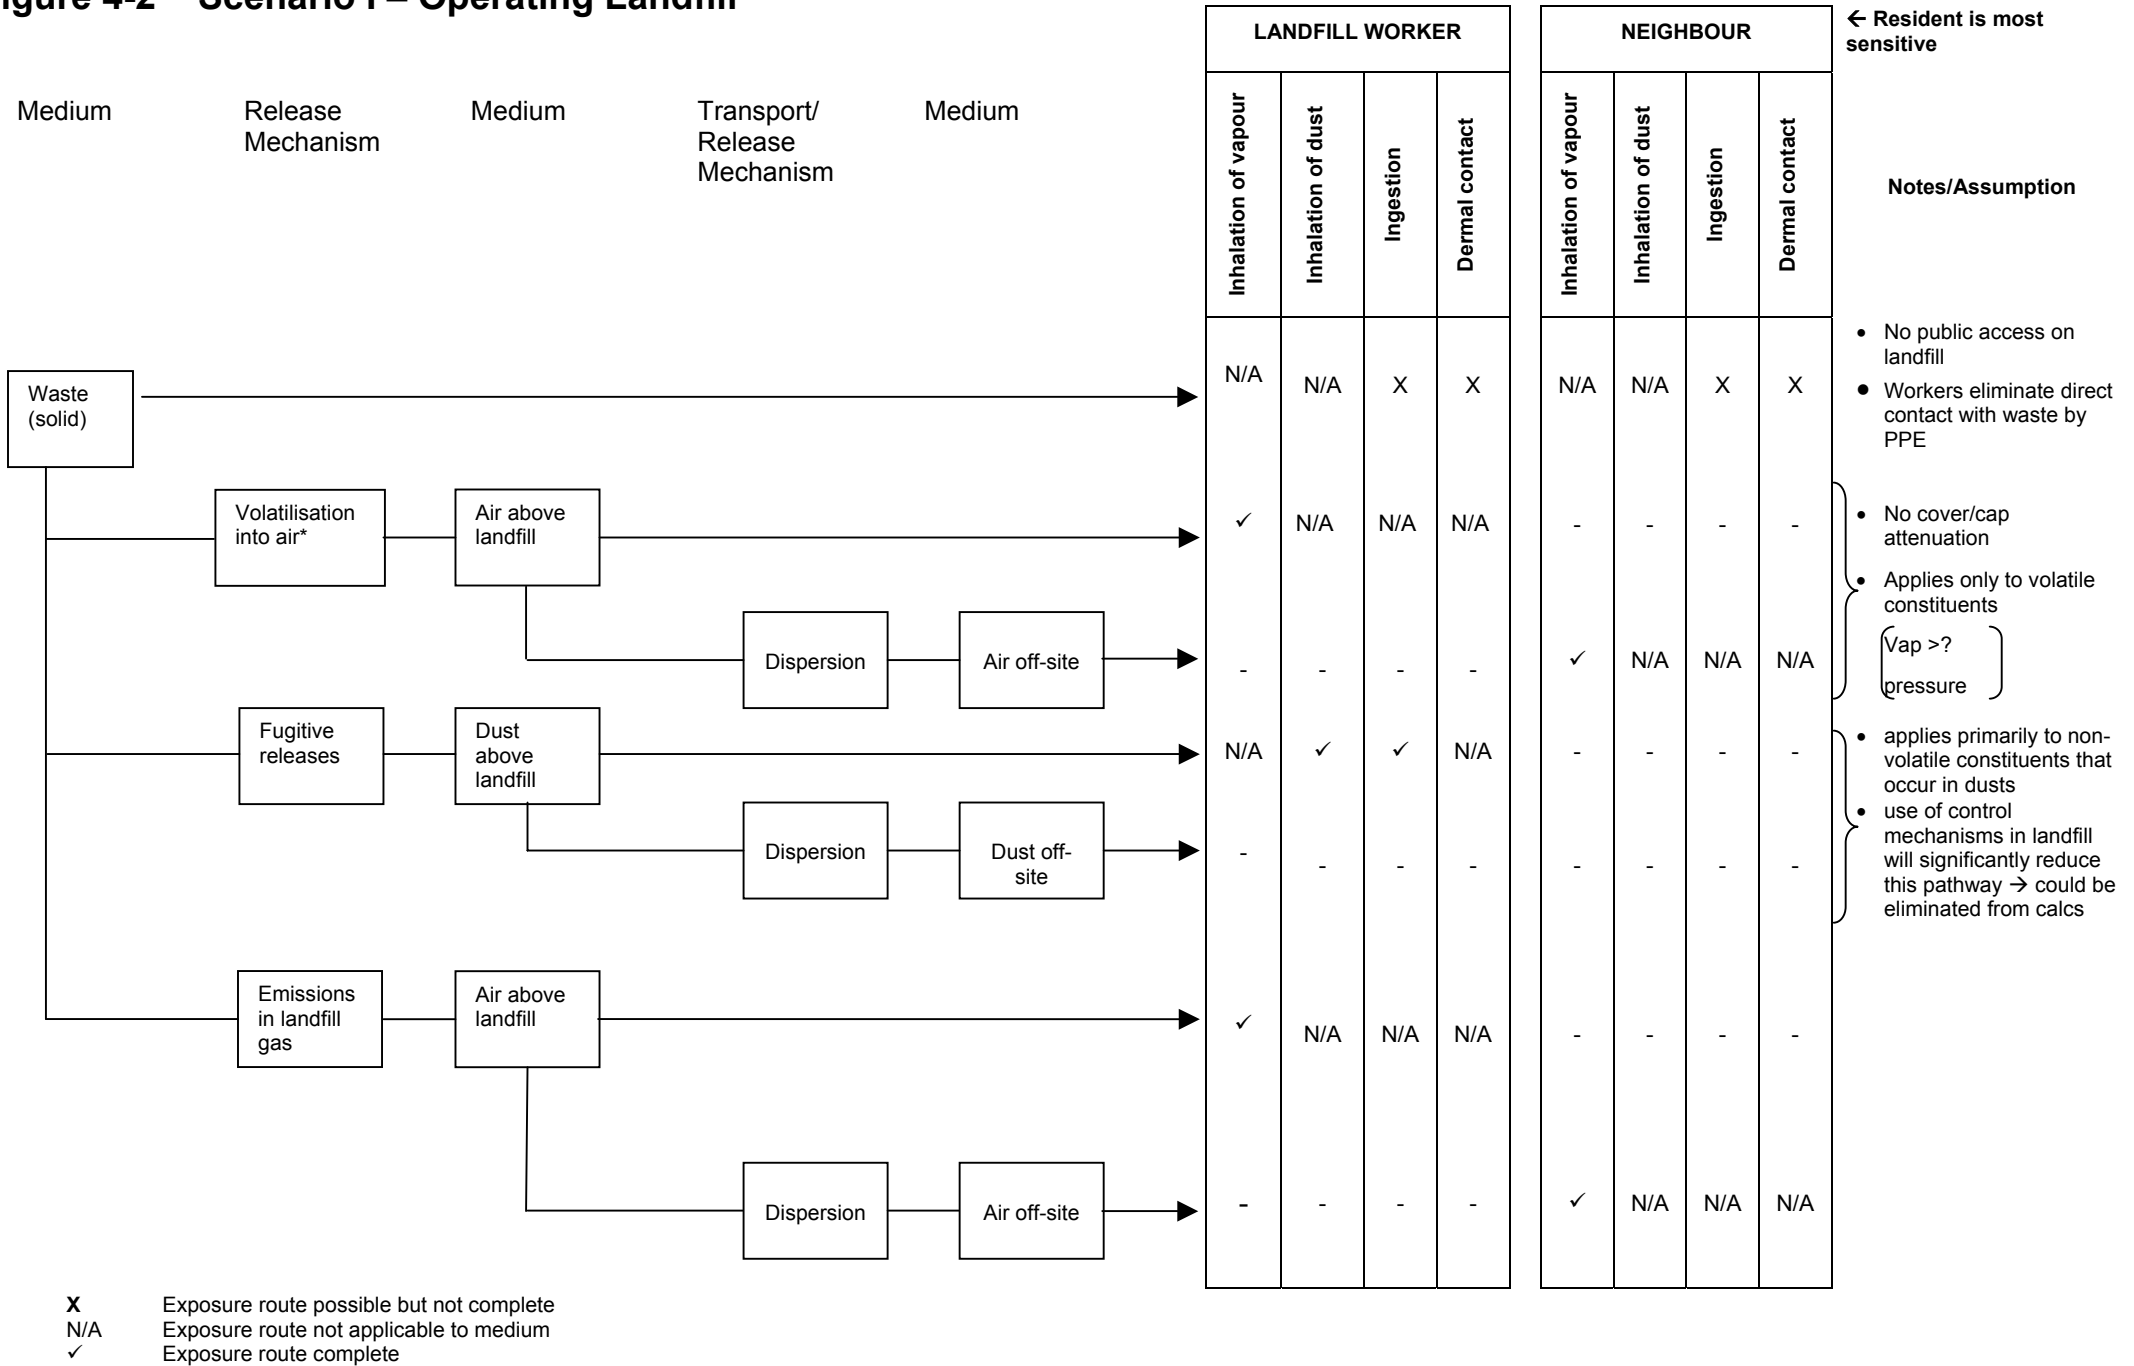 igure 4-2 Scenario I – Operating Landfill
LANDFILL WORKER
NEIGHBOUR
← Resident is most
sensitive
Medium
Release
Mechanism
Medium
Transport/
Release
Mechanism
Medium
Inhalation of vapour
Inhalation of dust
Ingestion
Dermal contact
Inhalation of vapour
Inhalation of dust
Ingestion
Dermal contact
Notes/Assumption
Waste
(solid)
N/A N/A X X N/A N/A X X
• No public access on
landfill
• Workers eliminate direct
contact with waste by
PPE
Volatilisation
into air*
Air above
landfill
✓ N/A N/A N/A - - - -
• No cover/cap
attenuation
• Applies only to volatile
constituents
Vap >?
pressure
Dispersion
Air off-site
- - - - ✓ N/A N/A N/A
Fugitive
releases
Dust
above
landfill
N/A ✓ ✓ N/A - - - -
• applies primarily to non-
volatile constituents that
occur in dusts
• use of control
mechanisms in landfill
will significantly reduce
this pathway → could be
eliminated from calcs
Dispersion
Dust off-
site
- - - - - - - -
Emissions
in landfill
gas
Air above
landfill
✓ N/A N/A N/A - - - -
Dispersion
Air off-site
- - - - ✓ N/A N/A N/A
X Exposure route possible but not complete
N/A Exposure route not applicable to medium
✓ Exposure route complete